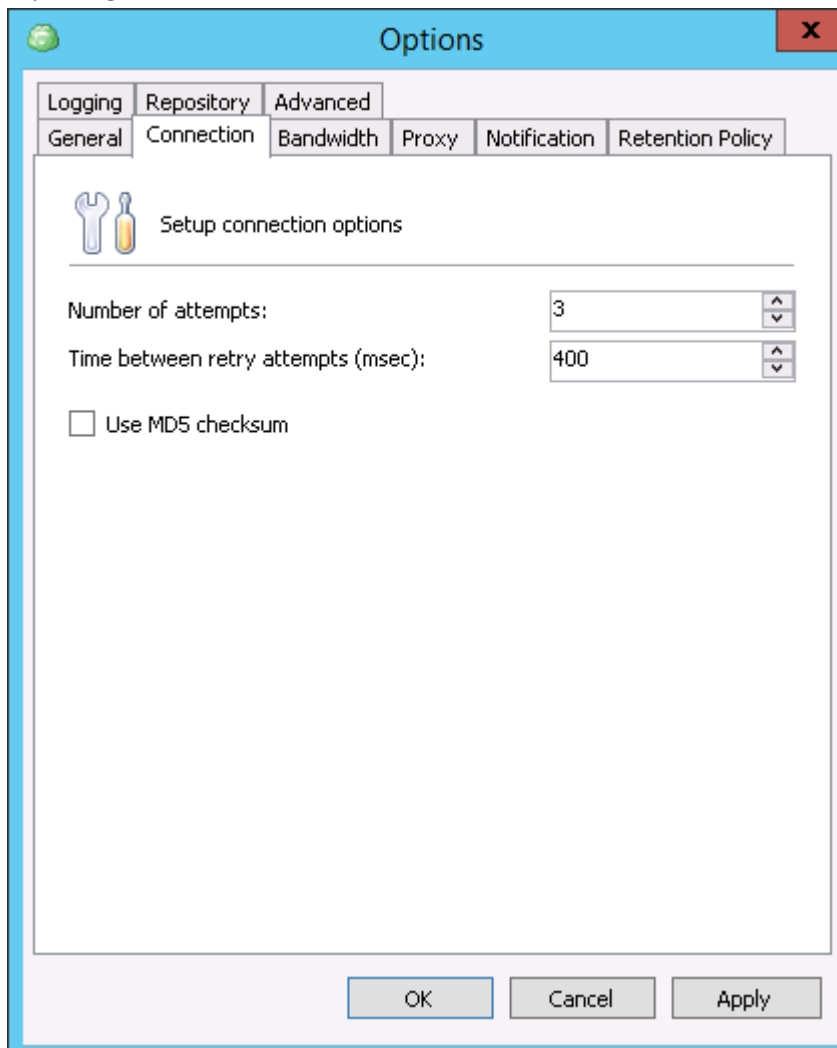 Options
x
Logging Repository Advanced
General Connection Bandwidth Proxy Notification Retention Policy
Setup connection options
Number of attempts: 3
Time between retry attempts (msec): 400
Use MD5 checksum
OK Cancel Apply